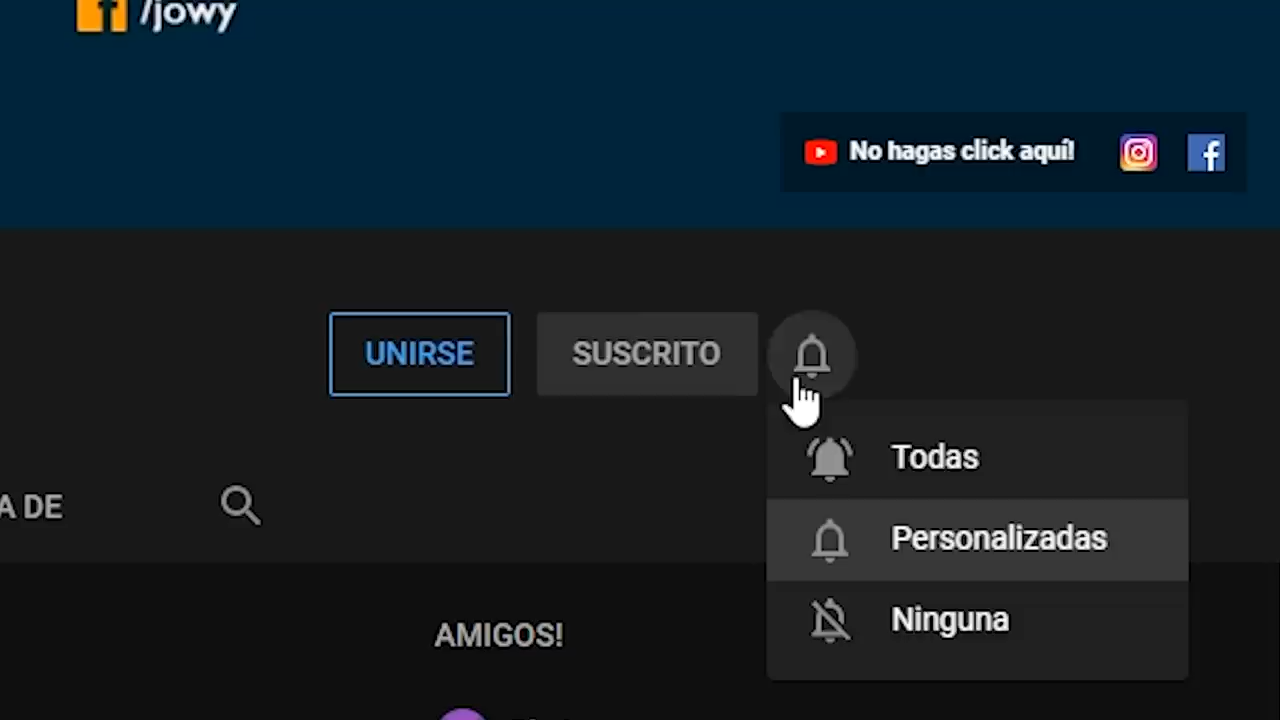 /jowy
No hagas click aquí!
UNIRSE
SUSCRITO
Todas
A DE
Personalizadas
Ninguna
AMIGOS!